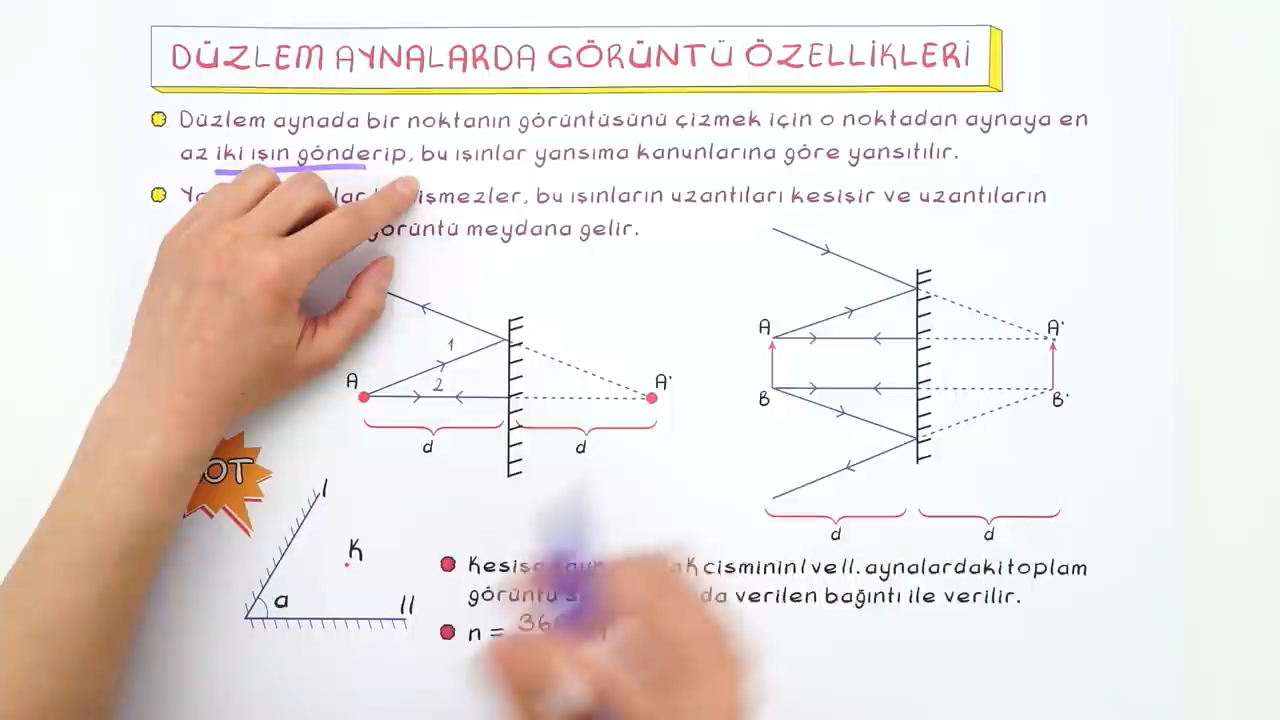 DÜZLEM AYNALARDA GÖRÜNTÜ ÖZELLİKLERİ
Düzlem aynada bir noktanın görüntüsünü çizmek için o noktadan aynaya en
az iki ışın gönderip, bu ışınlar yansıma kanunlarına göre yansıtılır.
bu ışınların uzantıları kesişir ve uzantıların
görüntü meydana gelir.
A 1 2 A'
d d
A A'
B B'
d d
I
K
a
II
cisminin I ve II. aynalardaki toplam
verilen bağıntı ile verilir.
n =